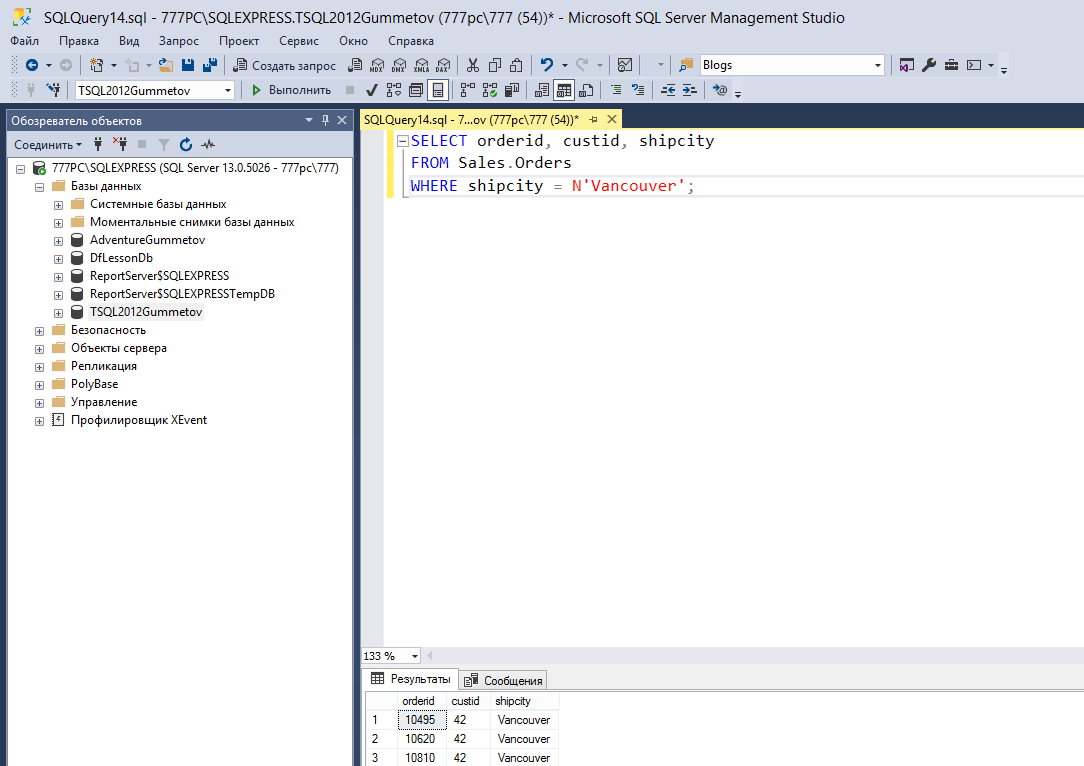 SQLQuery14.sql - 777PC\SQLEXPRESS.TSQL2012Gummetov (777pc\777 (54))* - Microsoft SQL Server Management Studio
Файл Правка Вид Запрос Проект Сервис Окно Справка
Создать запрос MDX DMX XMLA DAX Blogs
TSQL2012Gummetov Выполнить
Обозреватель объектов
Соединить
777PC\SQLEXPRESS (SQL Server 13.0.5026 - 777pc\777)
Базы данных
Системные базы данных
Моментальные снимки базы данных
AdventureGummetov
DfLessonDb
ReportServer$SQLEXPRESS
ReportServer$SQLEXPRESSTempDB
TSQL2012Gummetov
Безопасность
Объекты сервера
Репликация
PolyBase
Управление
Профилировщик XEvent
SQLQuery14.sql - 7...ov (777pc\777 (54))*
SELECT orderid, custid, shipcity
FROM Sales.Orders
WHERE shipcity = N'Vancouver';
133 %
Результаты Сообщения
orderid custid shipcity
1 10495 42 Vancouver
2 10620 42 Vancouver
3 10810 42 Vancouver